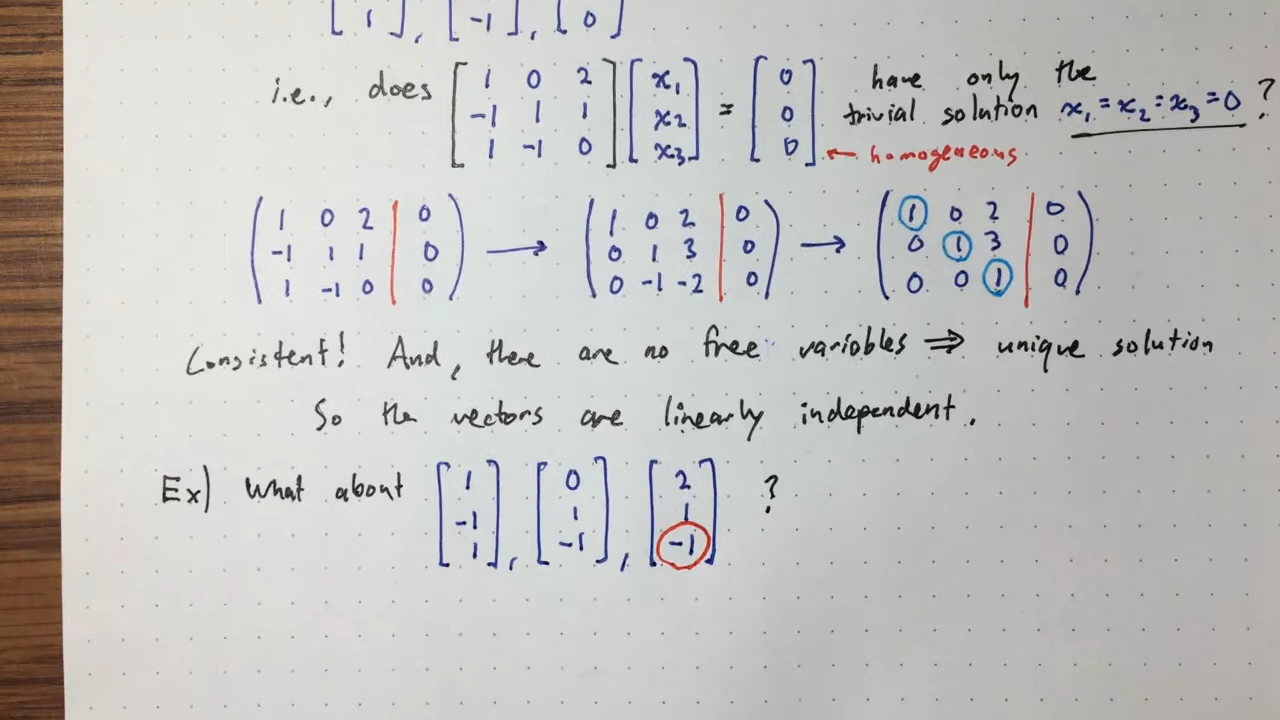 [1], [-1], [0]
i.e., does [1 0 2; -1 1 1; 1 -1 0] [x₁; x₂; x₃] = [0; 0; 0] have only the trivial solution x₁ = x₂ = x₃ = 0 ?
← homogeneous
(1 0 2 | 0; -1 1 1 | 0; 1 -1 0 | 0) → (1 0 2 | 0; 0 1 3 | 0; 0 -1 -2 | 0) → (1 0 2 | 0; 0 1 3 | 0; 0 0 1 | 0)
Consistent! And, there are no free variables ⇒ unique solution
So the vectors are linearly independent.
Ex) What about [1; -1; 1], [0; 1; -1], [2; 1; -1] ?